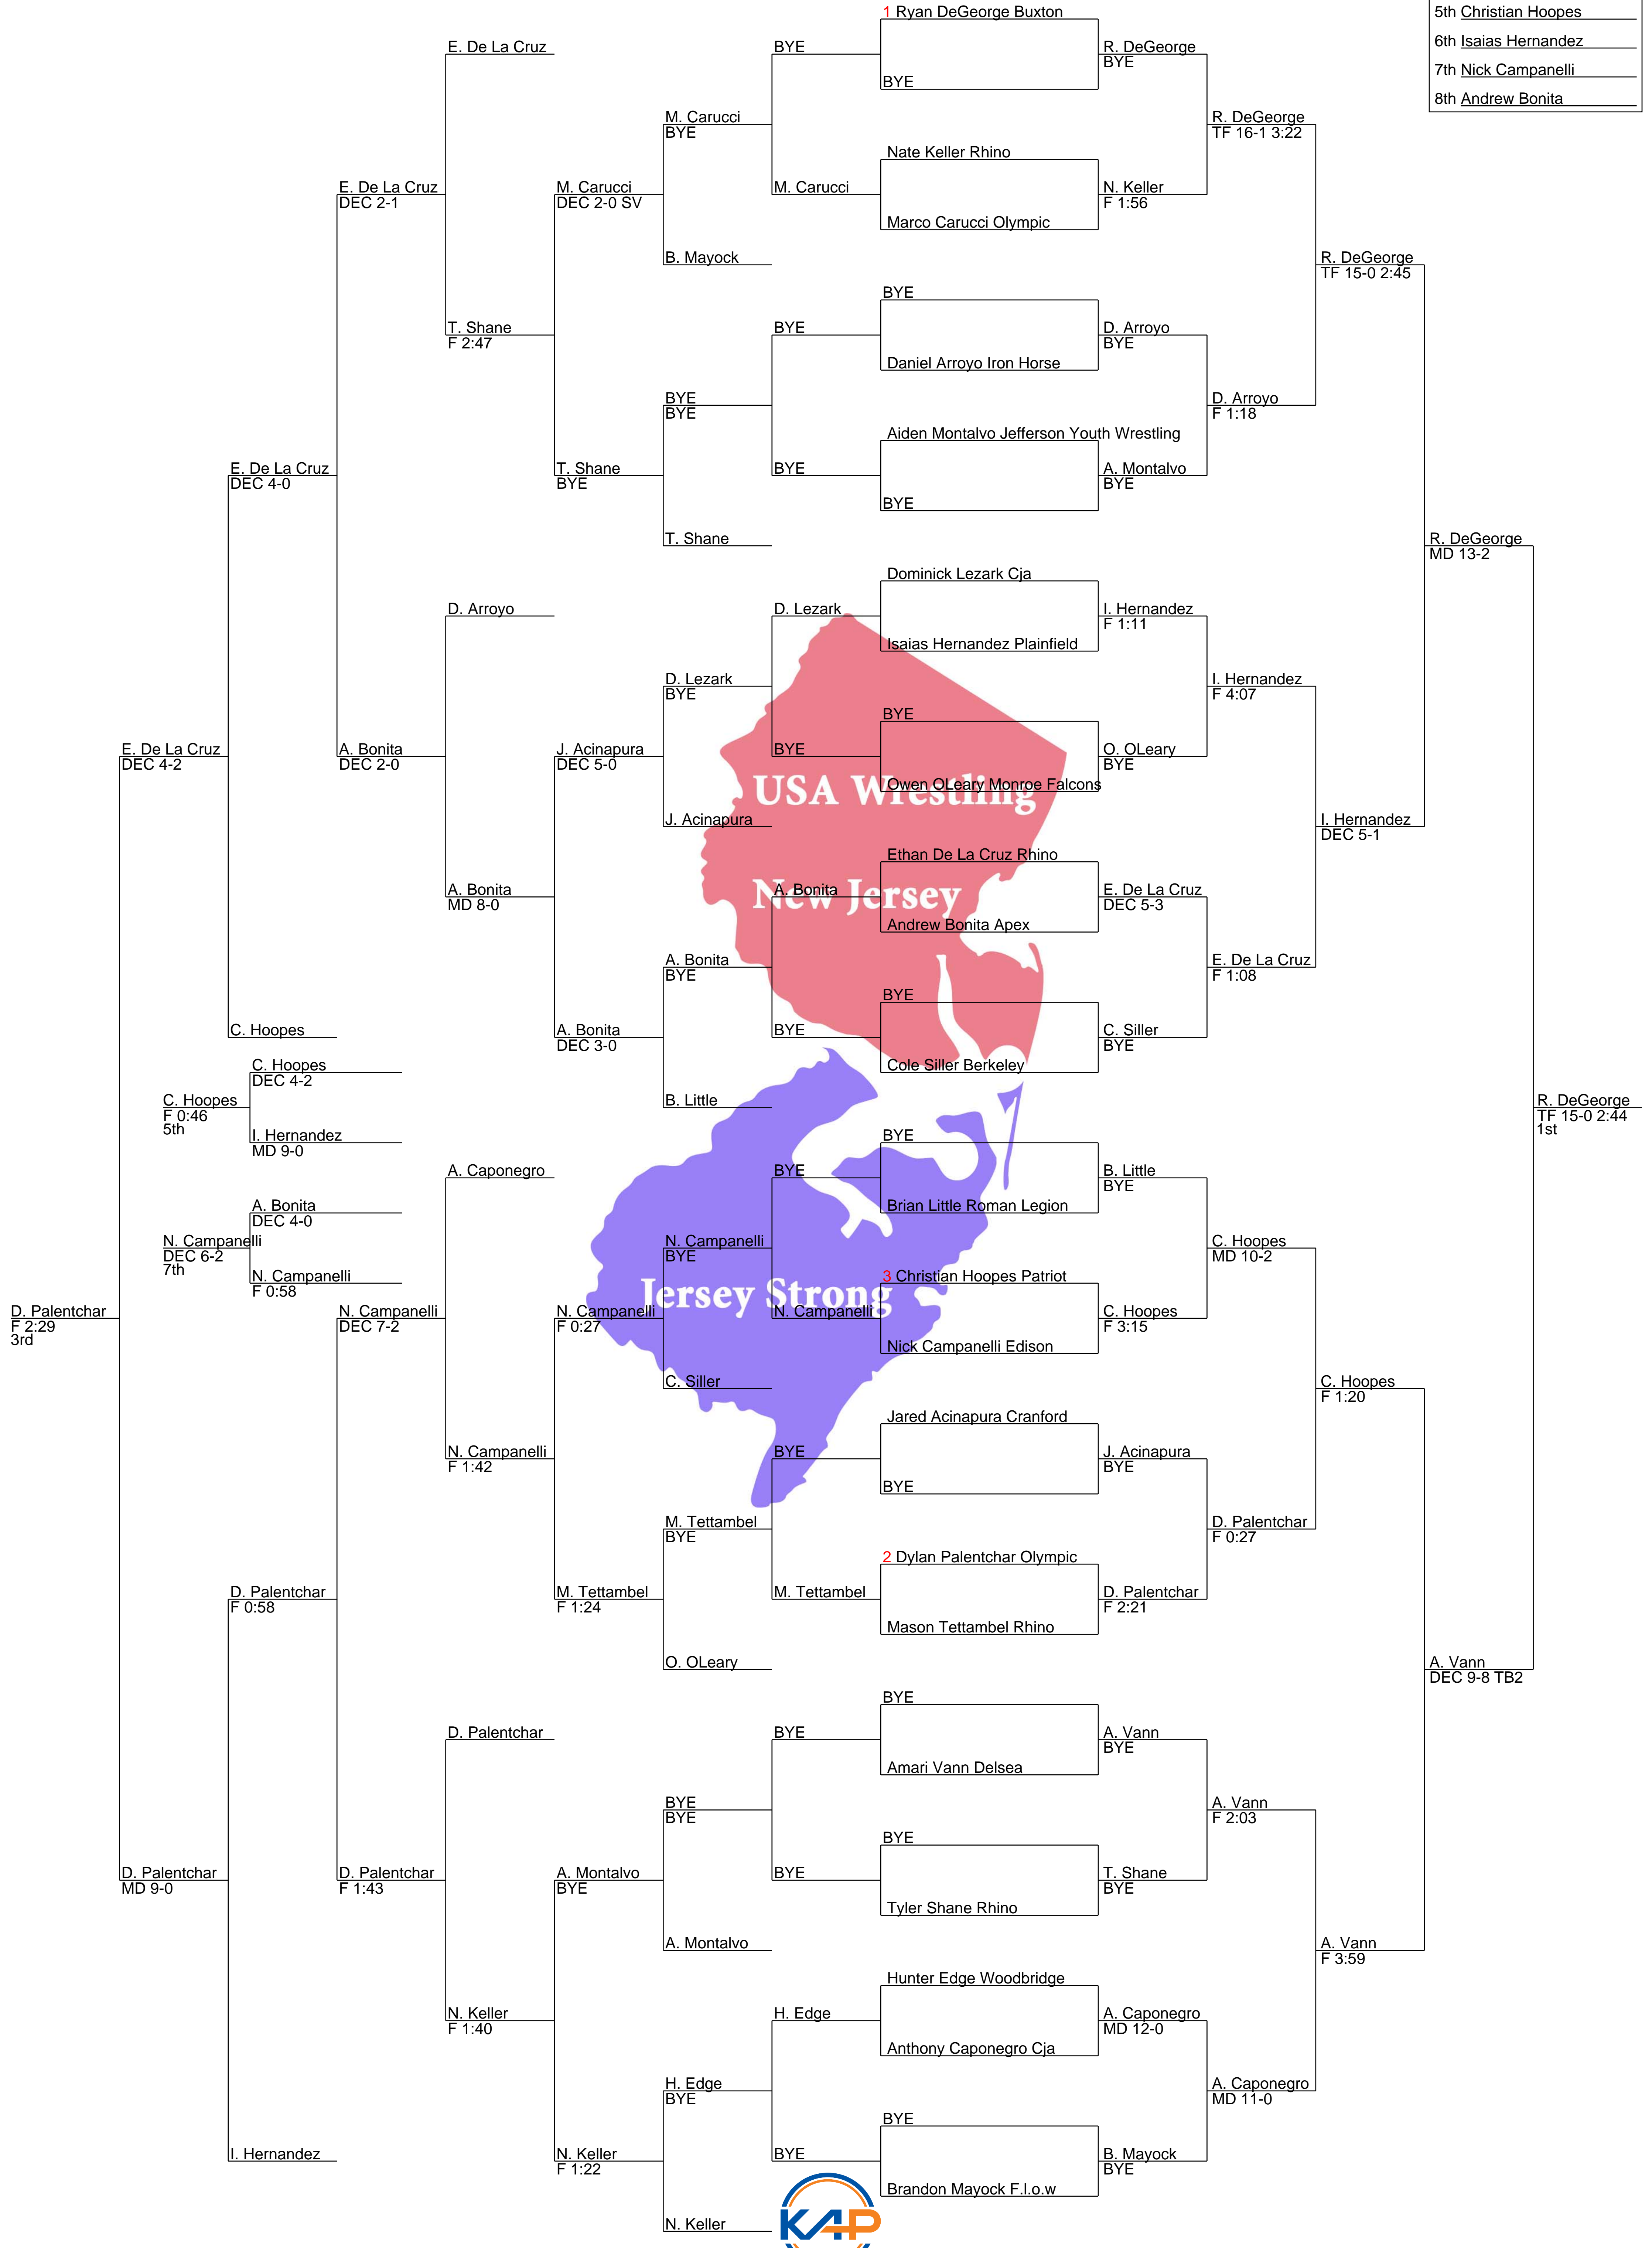 1 Ryan DeGeorge Buxton
5th Christian Hoopes
6th Isaias Hernandez
7th Nick Campanelli
8th Andrew Bonita
E. De La Cruz
BYE
R. DeGeorge
BYE
BYE
M. Carucci
BYE
R. DeGeorge
TF 16-1 3:22
Nate Keller Rhino
E. De La Cruz
DEC 2-1
M. Carucci
DEC 2-0 SV
M. Carucci
N. Keller
F 1:56
Marco Carucci Olympic
B. Mayock
R. DeGeorge
TF 15-0 2:45
BYE
T. Shane
F 2:47
BYE
D. Arroyo
BYE
Daniel Arroyo Iron Horse
BYE
BYE
D. Arroyo
F 1:18
Aiden Montalvo Jefferson Youth Wrestling
E. De La Cruz
DEC 4-0
T. Shane
BYE
BYE
A. Montalvo
BYE
BYE
T. Shane
R. DeGeorge
MD 13-2
Dominick Lezark Cja
D. Arroyo
D. Lezark
I. Hernandez
F 1:11
Isaias Hernandez Plainfield
D. Lezark
BYE
I. Hernandez
F 4:07
BYE
E. De La Cruz
DEC 4-2
A. Bonita
DEC 2-0
J. Acinapura
DEC 5-0
BYE
O. OLeary
BYE
USA Wrestling
Owen OLeary Monroe Falcons
J. Acinapura
I. Hernandez
DEC 5-1
Ethan De La Cruz Rhino
A. Bonita
MD 8-0
New Jersey
A. Bonita
E. De La Cruz
DEC 5-3
Andrew Bonita Apex
A. Bonita
BYE
E. De La Cruz
F 1:08
BYE
C. Hoopes
A. Bonita
DEC 3-0
BYE
C. Siller
BYE
Cole Siller Berkeley
C. Hoopes
DEC 4-2
C. Hoopes
F 0:46
5th
B. Little
R. DeGeorge
TF 15-0 2:44
1st
I. Hernandez
MD 9-0
BYE
A. Caponegro
BYE
B. Little
BYE
Brian Little Roman Legion
A. Bonita
DEC 4-0
N. Campanelli
DEC 6-2
7th
N. Campanelli
BYE
C. Hoopes
MD 10-2
N. Campanelli
F 0:58
3 Christian Hoopes Patriot
Jersey Strong
D. Palentchar
F 2:29
3rd
N. Campanelli
DEC 7-2
N. Campanelli
F 0:27
N. Campanelli
C. Hoopes
F 3:15
Nick Campanelli Edison
C. Siller
C. Hoopes
F 1:20
Jared Acinapura Cranford
N. Campanelli
F 1:42
BYE
J. Acinapura
BYE
BYE
M. Tettambel
BYE
D. Palentchar
F 0:27
2 Dylan Palentchar Olympic
D. Palentchar
F 0:58
M. Tettambel
F 1:24
M. Tettambel
D. Palentchar
F 2:21
Mason Tettambel Rhino
O. OLeary
A. Vann
DEC 9-8 TB2
BYE
D. Palentchar
BYE
A. Vann
BYE
Amari Vann Delsea
BYE
BYE
A. Vann
F 2:03
BYE
D. Palentchar
MD 9-0
D. Palentchar
F 1:43
A. Montalvo
BYE
BYE
T. Shane
BYE
Tyler Shane Rhino
A. Montalvo
A. Vann
F 3:59
Hunter Edge Woodbridge
N. Keller
F 1:40
H. Edge
A. Caponegro
MD 12-0
Anthony Caponegro Cja
H. Edge
BYE
A. Caponegro
MD 11-0
BYE
I. Hernandez
N. Keller
F 1:22
BYE
B. Mayock
BYE
Brandon Mayock F.l.o.w
N. Keller
KAP